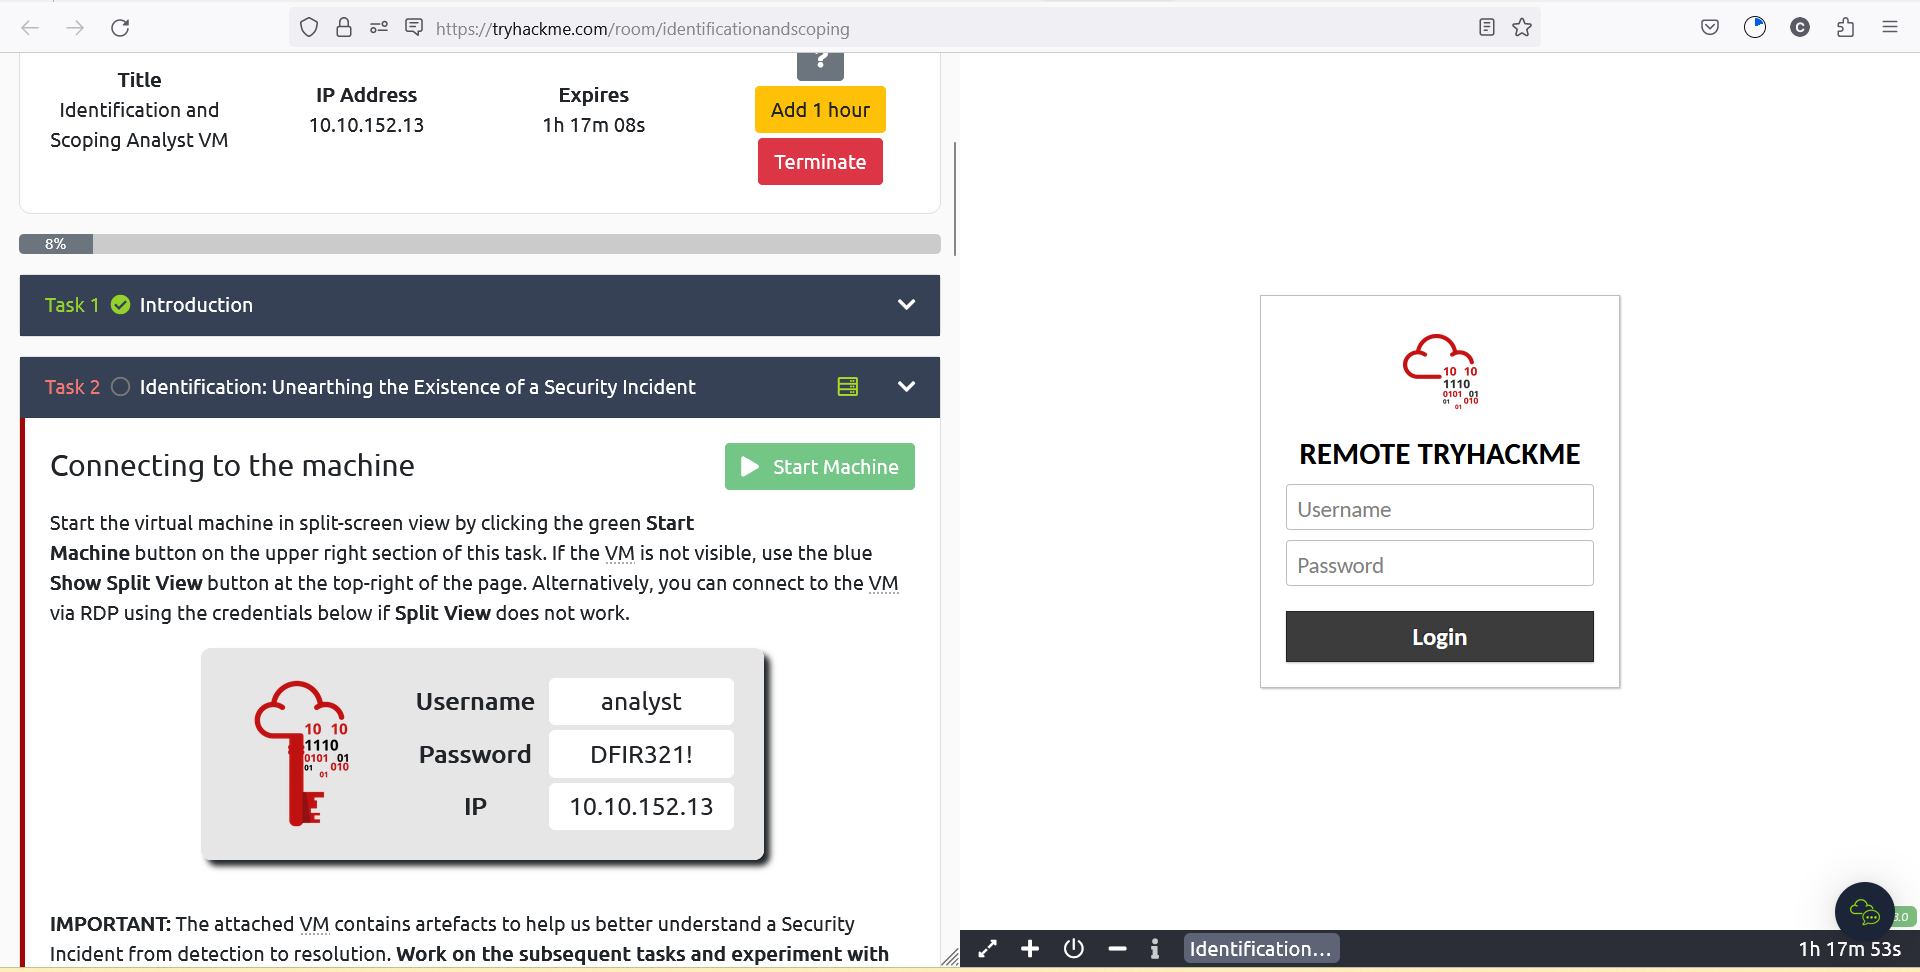 https://tryhackme.com/room/identificationandscoping
C
Title
Identification and
Scoping Analyst VM
IP Address
10.10.152.13
Expires
1h 17m 08s
?
Add 1 hour
Terminate
8%
Task 1 Introduction
Task 2 Identification: Unearthing the Existence of a Security Incident
Connecting to the machine
Start Machine
Start the virtual machine in split-screen view by clicking the green Start
Machine button on the upper right section of this task. If the VM is not visible, use the blue
Show Split View button at the top-right of the page. Alternatively, you can connect to the VM
via RDP using the credentials below if Split View does not work.
10 10
1110
0101 01
01 010
01
Username analyst
Password DFIR321!
IP 10.10.152.13
IMPORTANT: The attached VM contains artefacts to help us better understand a Security
Incident from detection to resolution. Work on the subsequent tasks and experiment with
10 10
1110
0101 01
01 010
01
REMOTE TRYHACKME
Username
Password
Login
3.0
Identification...
1h 17m 53s